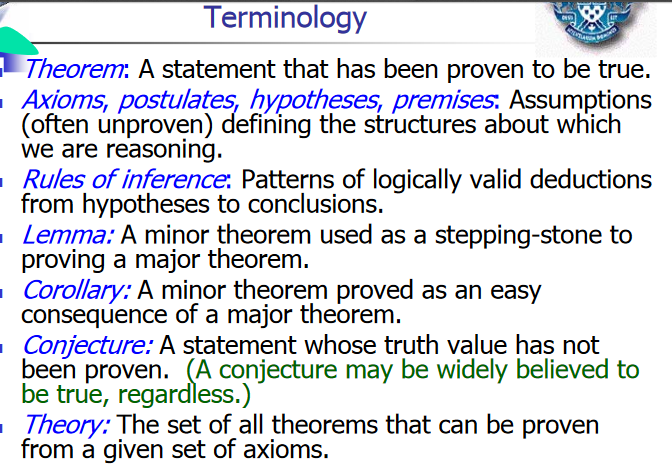 Terminology
Theorem: A statement that has been proven to be true.
Axioms, postulates, hypotheses, premises: Assumptions
(often unproven) defining the structures about which
we are reasoning.
Rules of inference: Patterns of logically valid deductions
from hypotheses to conclusions.
Lemma: A minor theorem used as a stepping-stone to
proving a major theorem.
Corollary: A minor theorem proved as an easy
consequence of a major theorem.
Conjecture: A statement whose truth value has not
been proven. (A conjecture may be widely believed to
be true, regardless.)
Theory: The set of all theorems that can be proven
from a given set of axioms.